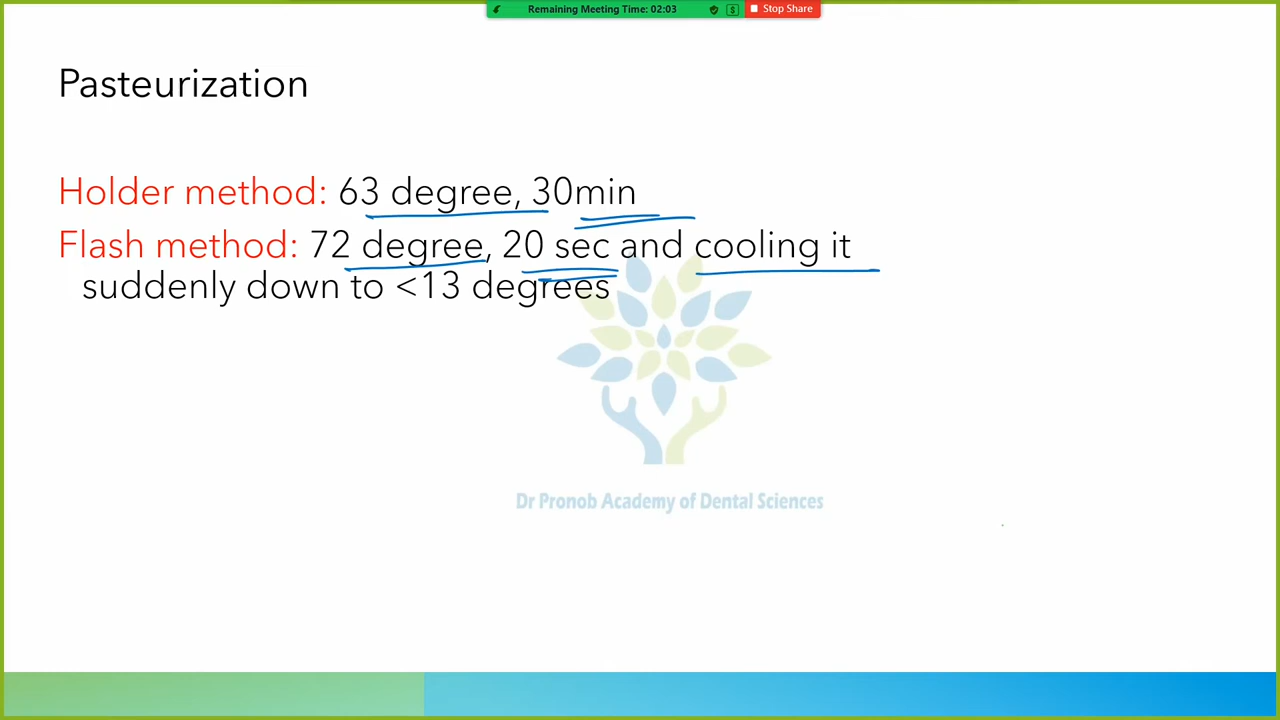 Remaining Meeting Time: 02:03
Stop Share
Pasteurization
Holder method: 63 degree, 30min
Flash method: 72 degree, 20 sec and cooling it
suddenly down to <13 degrees
Dr Pronob Academy of Dental Sciences